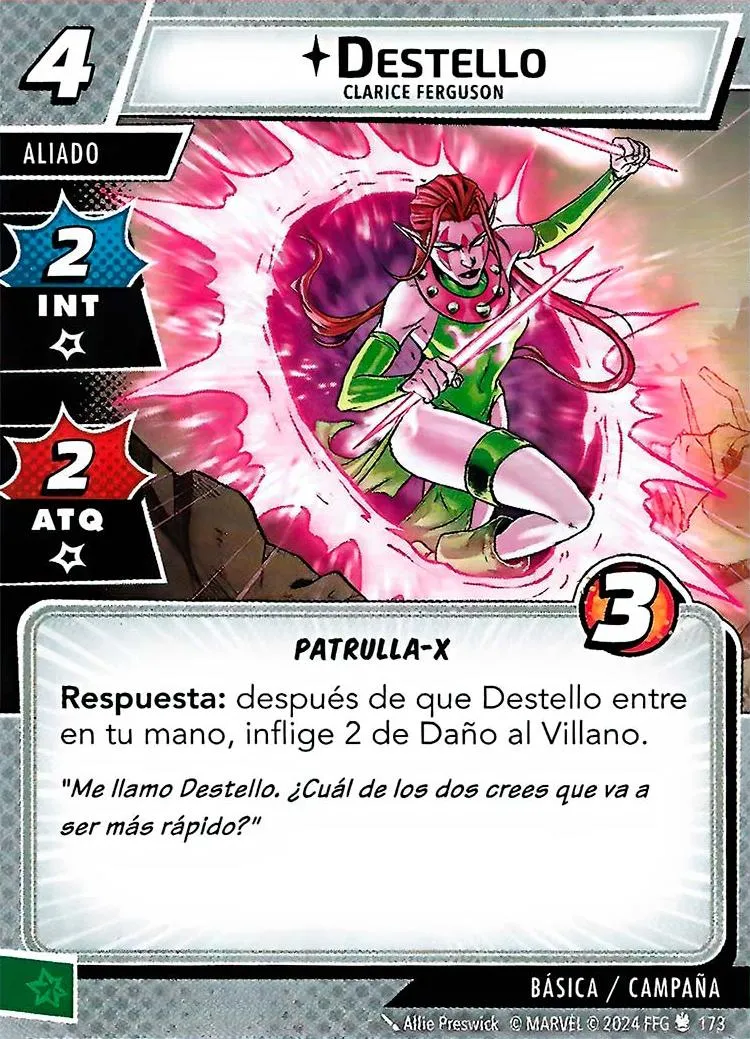 4
DESTELLO
CLARICE FERGUSON
ALIADO
2
INT
2
ATQ
3
PATRULLA-X
Respuesta: después de que Destello entre
en tu mano, inflige 2 de Daño al Villano.
"Me llamo Destello. ¿Cuál de los dos crees que va a
ser más rápido?"
BÁSICA / CAMPAÑA
Allie Preswick © MARVEL © 2024 FFG 173